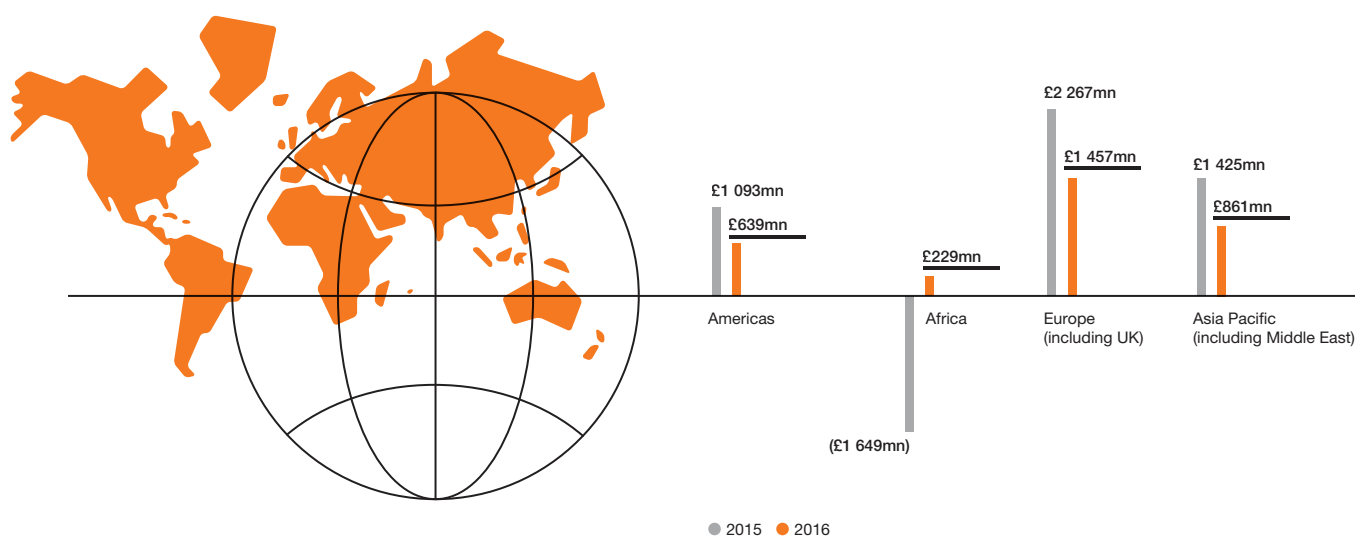 £1 093mn
£639mn
Americas
£229mn
Africa
(£1 649mn)
£2 267mn
£1 457mn
Europe
(including UK)
£1 425mn
£861mn
Asia Pacific
(including Middle East)
2015
2016